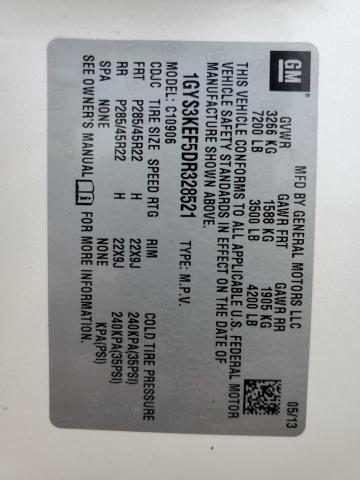 GM
MFD BY GENERAL MOTORS LLC
05/13
GVWR GAWR FRT GAWR RR
3266 KG 1588 KG 1905 KG
7200 LB 3500 LB 4200 LB
THIS VEHICLE CONFORMS TO ALL APPLICABLE U.S. FEDERAL MOTOR
VEHICLE SAFETY STANDARDS IN EFFECT ON THE DATE OF
MANUFACTURE SHOWN ABOVE.
1GYS3KEF5DR328521 TYPE: M.P.V.
MODEL: C10906
CDJC TIRE SIZE SPEED RTG RIM COLD TIRE PRESSURE
FRT P285/45R22 H 22X9J 240KPA(35PSI)
RR P285/45R22 H 22X9J 240KPA(35PSI)
SPA NONE NONE KPA(PSI)
SEE OWNER'S MANUAL FOR MORE INFORMATION.